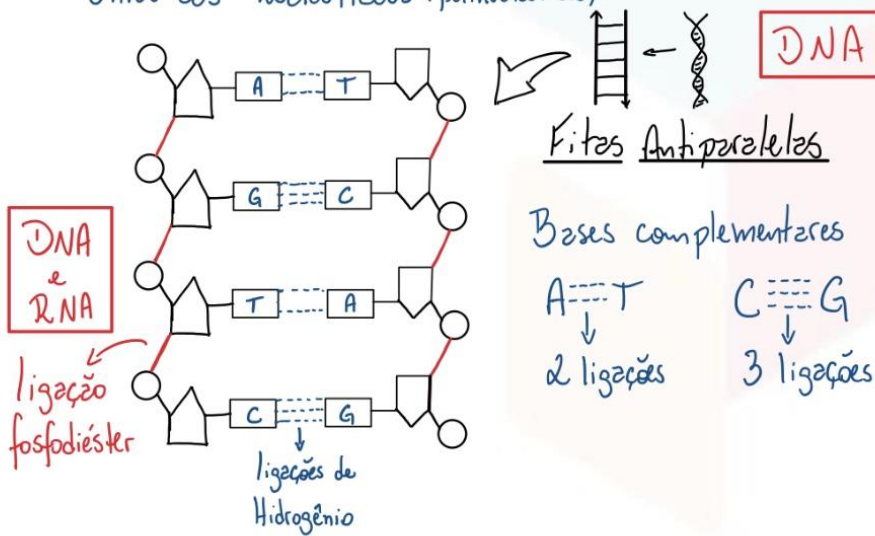 DNA
Fitas Antiparalelas
A T
G C
T A
C G
DNA
e
RNA
ligação
fosfodiéster
ligações de
Hidrogênio
Bases complementares
A T
2 ligações
C G
3 ligações